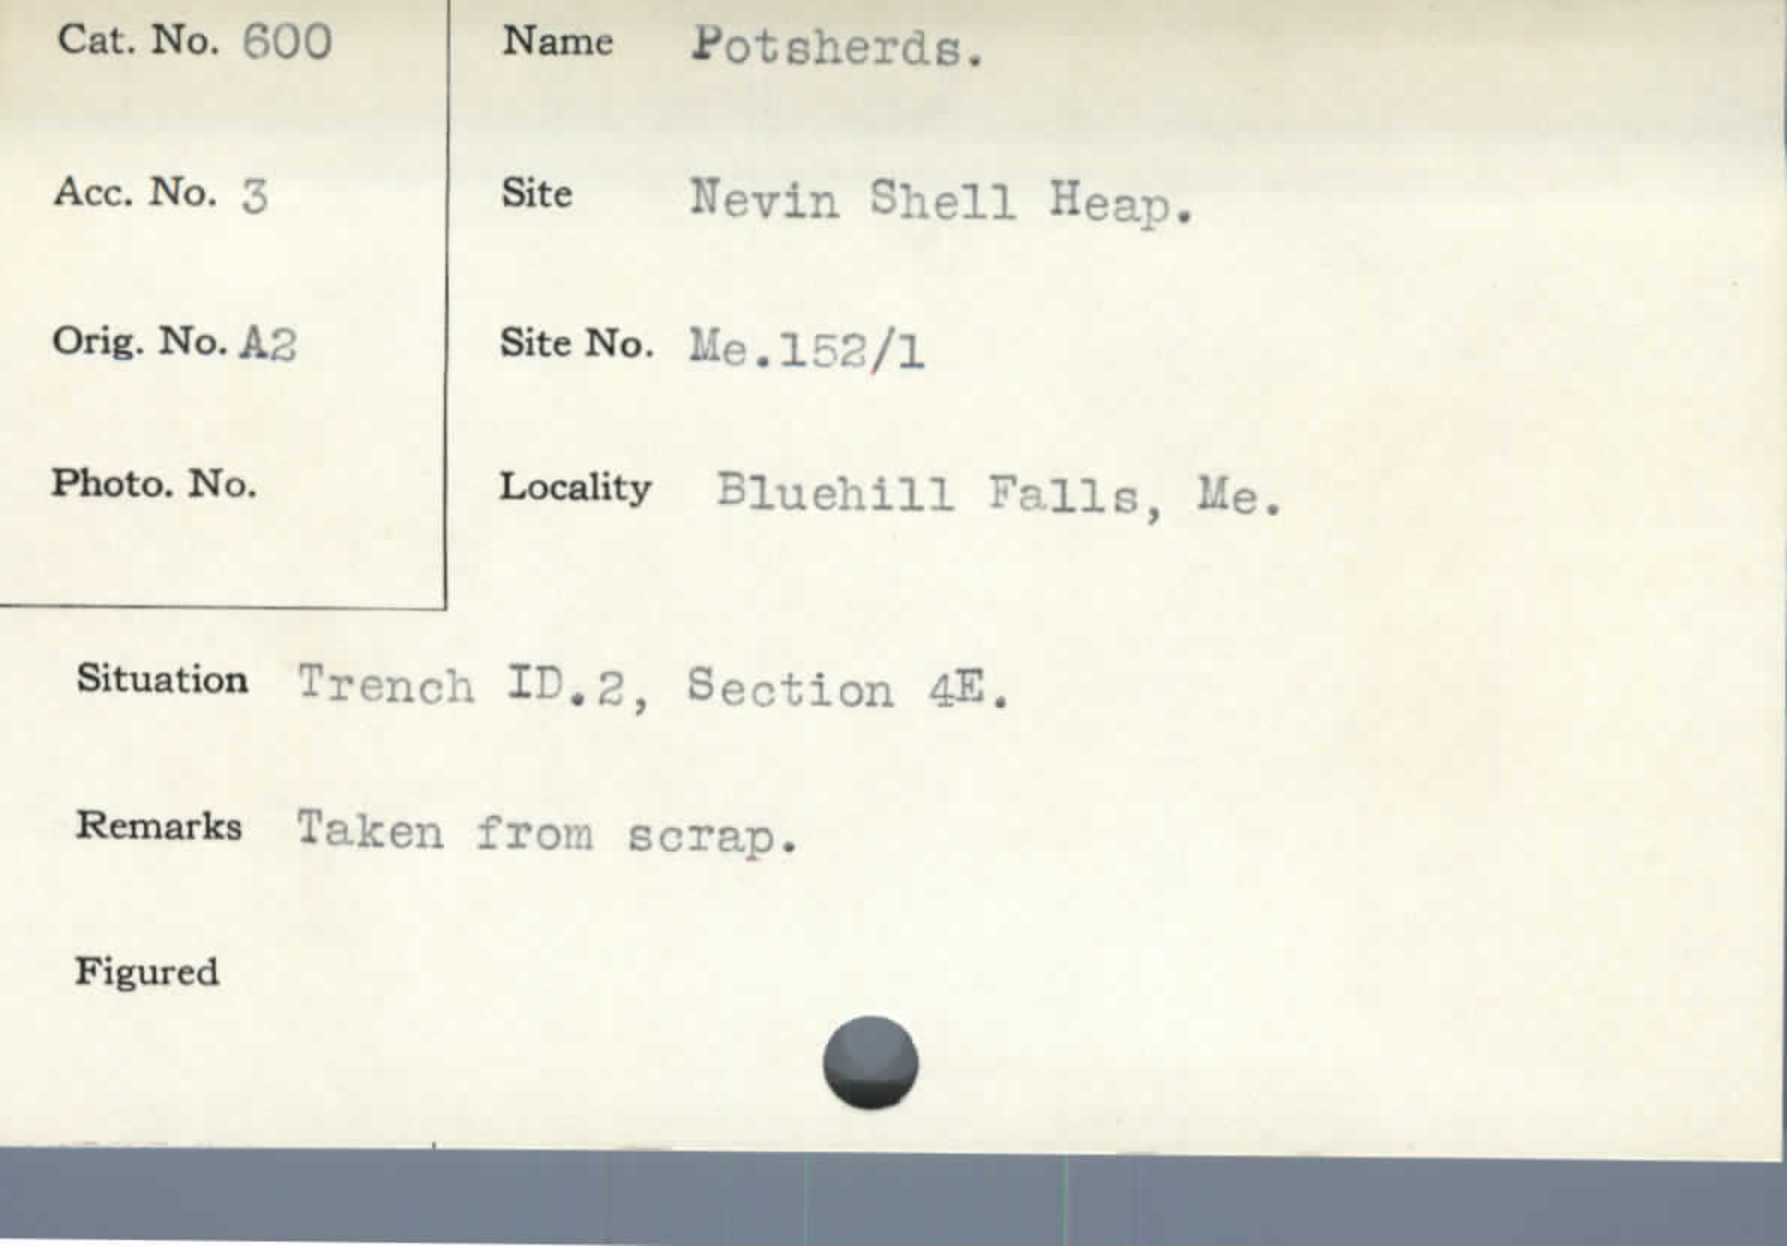 Cat. No. 600
Name Potsherds.
Acc. No. 3
Site Nevin Shell Heap.
Orig. No. A2
Site No. Me.152/1
Photo. No.
Locality Bluehill Falls, Me.
Situation Trench ID.2, Section 4E.
Remarks Taken from scrap.
Figured